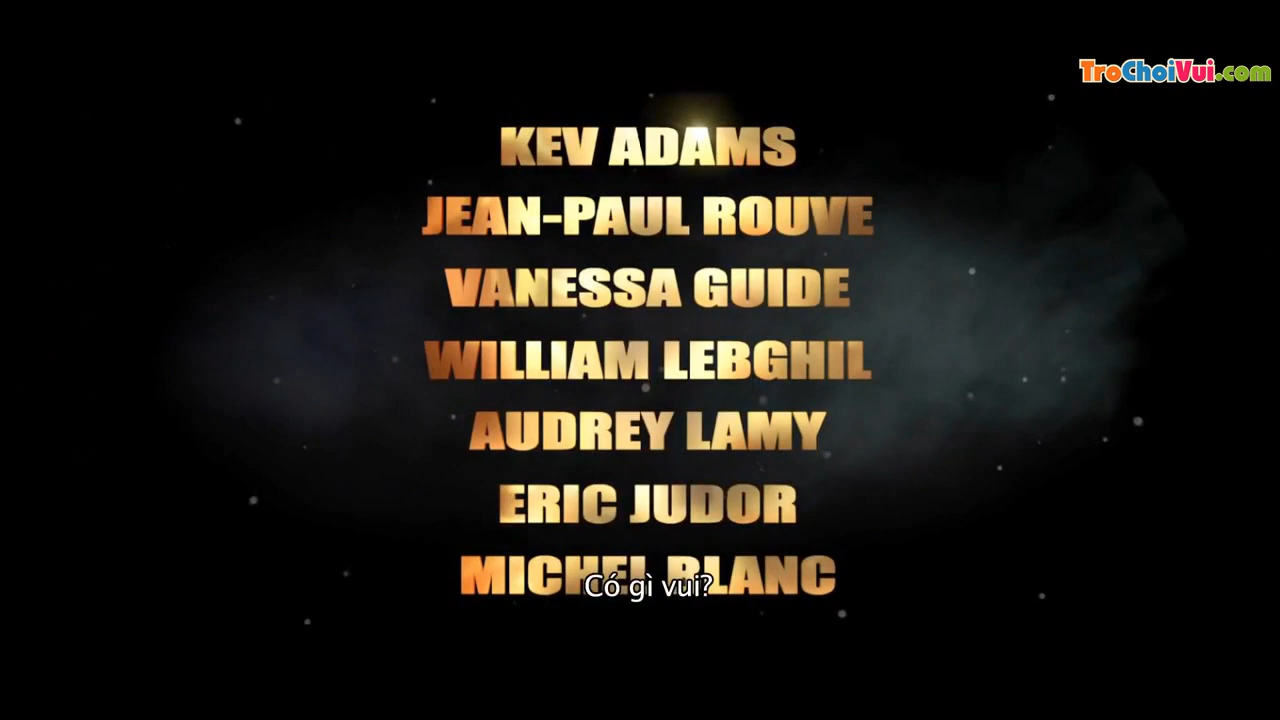 TroChoiVui.com
KEV ADAMS
JEAN-PAUL ROUVE
VANESSA GUIDE
WILLIAM LEBGHIL
AUDREY LAMY
ERIC JUDOR
MICHEL BLANC
Có gì vui?